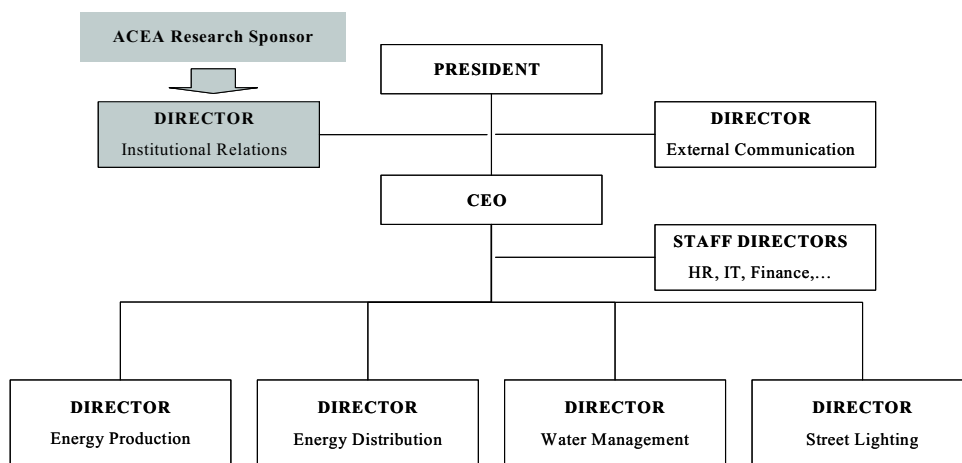 ACEA Research Sponsor
PRESIDENT
DIRECTOR
Institutional Relations
DIRECTOR
External Communication
CEO
STAFF DIRECTORS
HR, IT, Finance,…
DIRECTOR
Energy Production
DIRECTOR
Energy Distribution
DIRECTOR
Water Management
DIRECTOR
Street Lighting